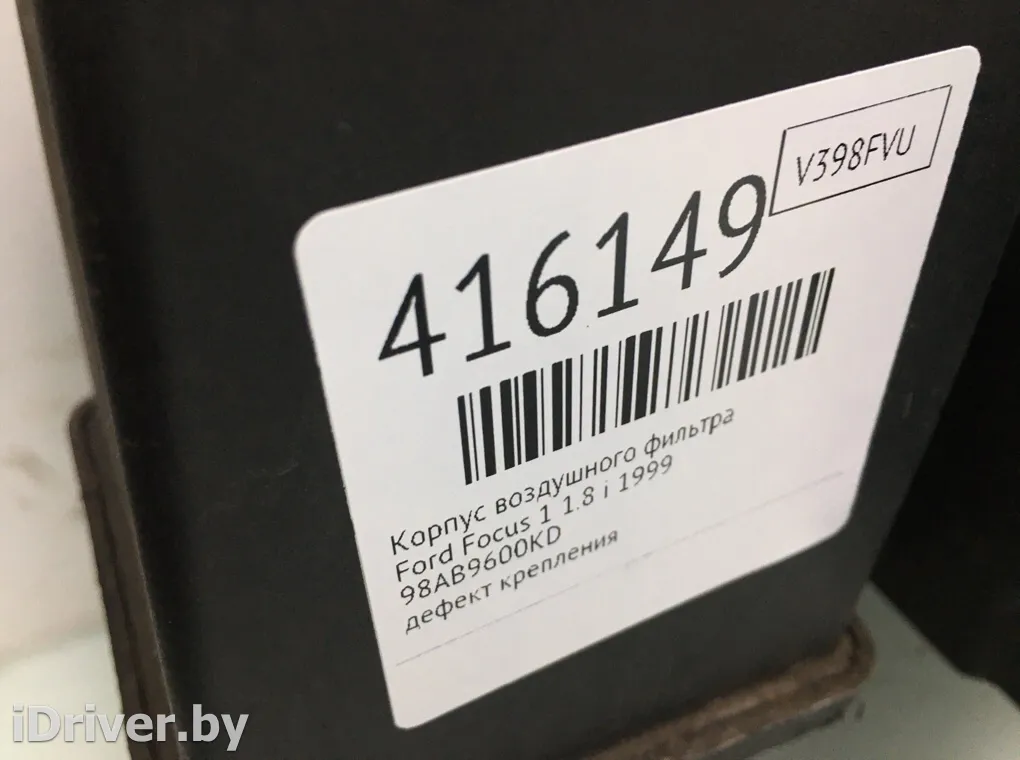 V398FVU
416149
Корпус воздушного фильтра
Ford Focus 1 1.8 i 1999
98AB9600KD
дефект крепления
iDriver.by